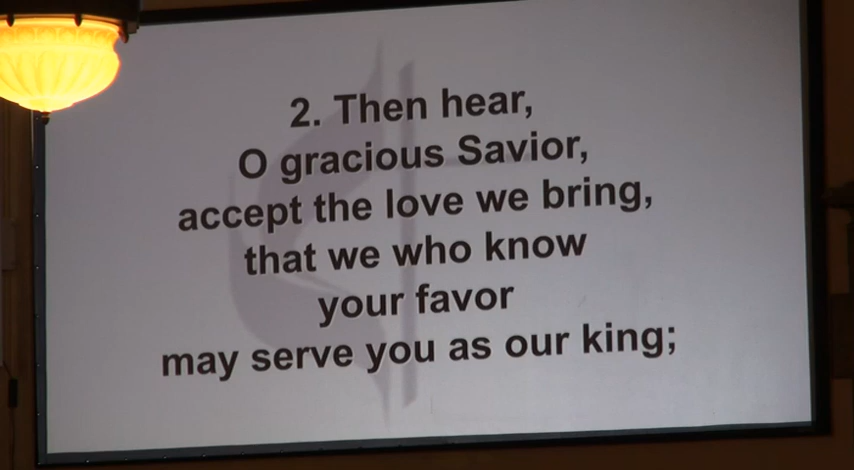 2. Then hear,
O gracious Savior,
accept the love we bring,
that we who know
your favor
may serve you as our king;